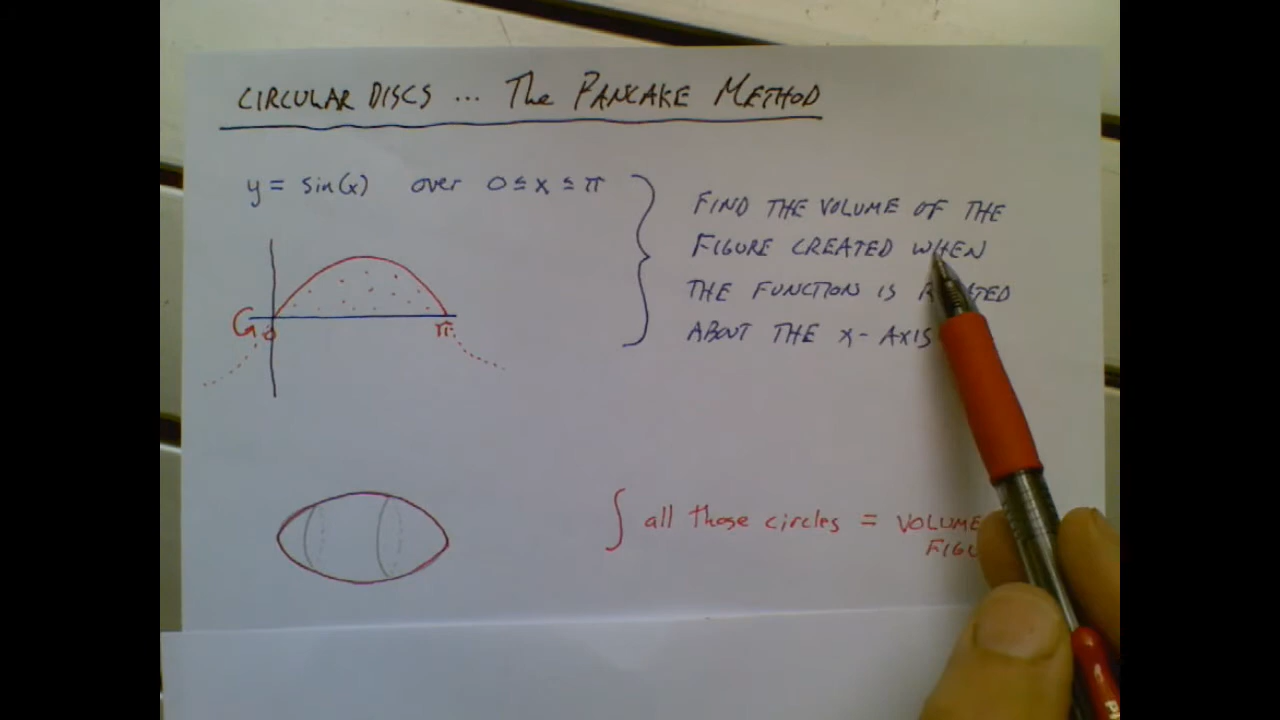 CIRCULAR DISCS ... The PANCAKE METHOD
y = sin(x) over 0 ≤ x ≤ π
FIND THE VOLUME OF THE
FIGURE CREATED WHEN
THE FUNCTION IS
ABOUT THE X-AXIS
0 π
∫ all those circles = VOLUME